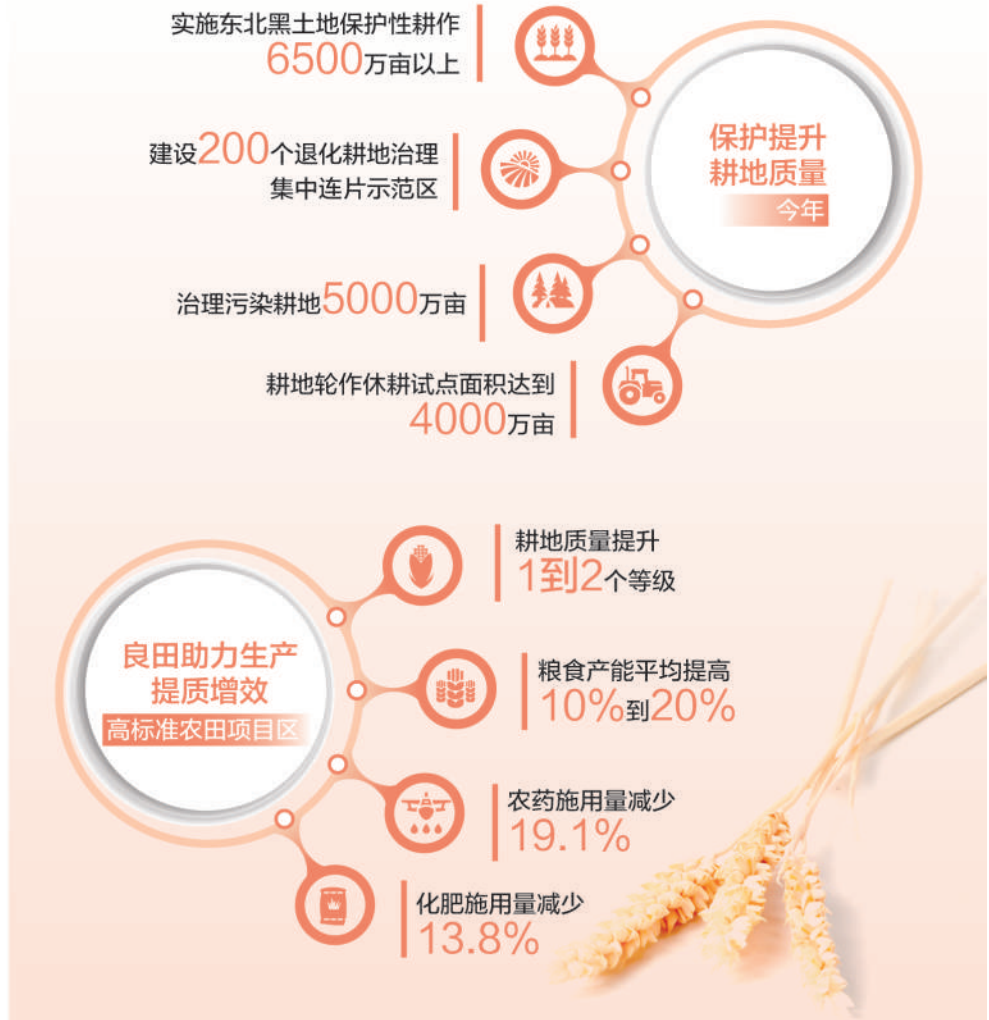 实施东北黑土地保护性耕作
6500万亩以上
建设200个退化耕地治理
集中连片示范区
治理污染耕地5000万亩
耕地轮作休耕试点面积达到
4000万亩
保护提升
耕地质量
今年
良田助力生产
提质增效
高标准农田项目区
耕地质量提升
1到2个等级
粮食产能平均提高
10%到20%
农药施用量减少
19.1%
化肥施用量减少
13.8%